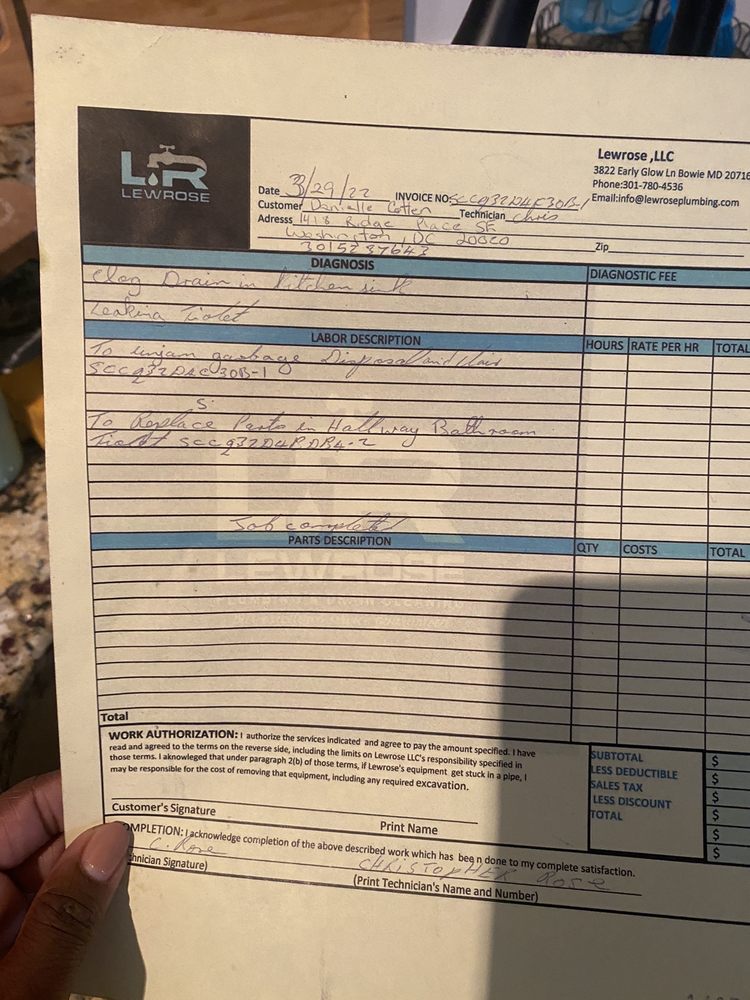 LR
LEWROSE
Lewrose ,LLC
3822 Early Glow Ln Bowie MD 20716
Phone:301-780-4536
Email:info@lewroseplumbing.com
Date 3/29/22 INVOICE NO:
Customer Danielle Technician Chris
Adresss 1418 Ridge Place SE
Washington, DC 20020
3015787643
Zip
DIAGNOSIS DIAGNOSTIC FEE
Clog Drain in kitchen sink
Leaking Tiolet
LABOR DESCRIPTION HOURS RATE PER HR TOTAL
To unjam garbage Disposal and
S:
To Replace Parts in Hallway Bathroom
Tiolet
Job completed
PARTS DESCRIPTION QTY COSTS TOTAL
LEWROSE
Total
WORK AUTHORIZATION: I authorize the services indicated and agree to pay the amount specified. I have
read and agreed to the terms on the reverse side, including the limits on Lewrose LLC's responsibility specified in
those terms. I aknowleged that under paragraph 2(b) of those terms, if Lewrose's equipment get stuck in a pipe, I
may be responsible for the cost of removing that equipment, including any required excavation.
SUBTOTAL $
LESS DEDUCTIBLE $
SALES TAX $
LESS DISCOUNT $
TOTAL $
$
Customer's Signature Print Name
OMPLETION: I acknowledge completion of the above described work which has been done to my complete satisfaction.
C. Rose CHRISTOPHER Rose
hnician Signature) (Print Technician's Name and Number)